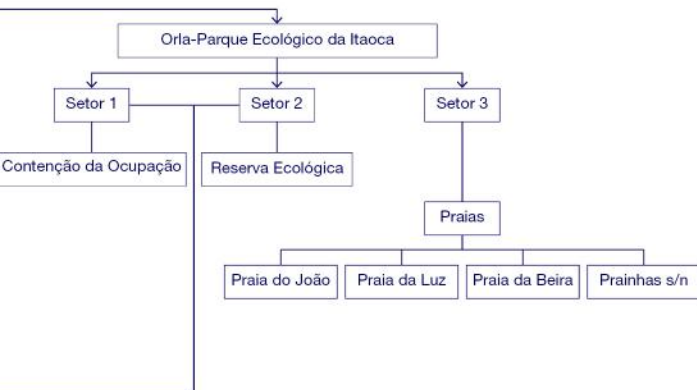 Orla-Parque Ecológico da Itaoca
Setor 1
Setor 2
Setor 3
Contenção da Ocupação
Reserva Ecológica
Praias
Praia do João
Praia da Luz
Praia da Beira
Prainhas s/n